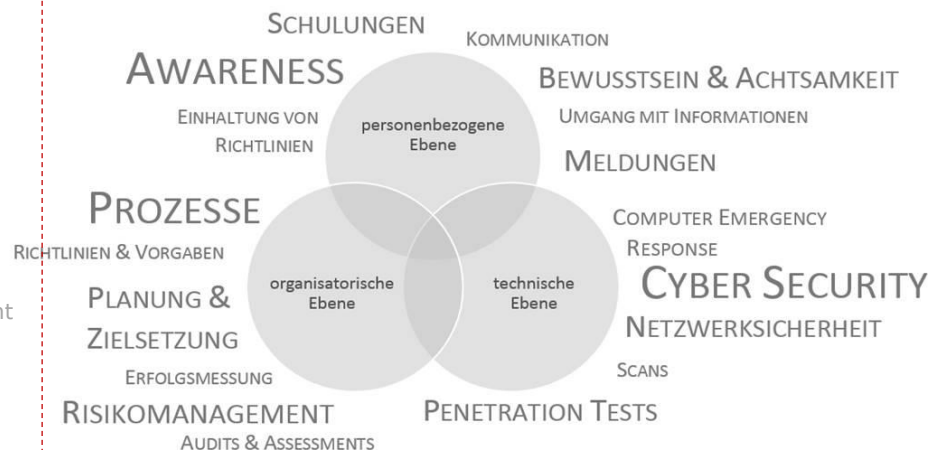 SCHULUNGEN
KOMMUNIKATION
AWARENESS
BEWUSSTSEIN & ACHTSAMKEIT
EINHALTUNG VON
RICHTLINIEN
personenbezogene
Ebene
UMGANG MIT INFORMATIONEN
MELDUNGEN
PROZESSE
RICHTLINIEN & VORGABEN
PLANUNG &
ZIELSETZUNG
ERFOLGSMESSUNG
RISIKOMANAGEMENT
AUDITS & ASSESSMENTS
organisatorische
Ebene
technische
Ebene
COMPUTER EMERGENCY
RESPONSE
CYBER SECURITY
NETZWERKSICHERHEIT
SCANS
PENETRATION TESTS